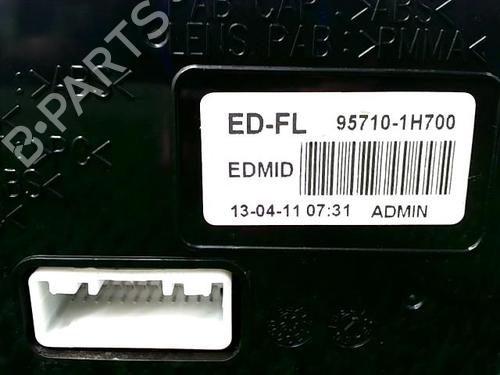 PAB CAP : >ABS<
LENS, PAB: >PMMA<
ED-FL 95710-1H700
EDMID
13-04-11 07:31 ADMIN
B-PARTS